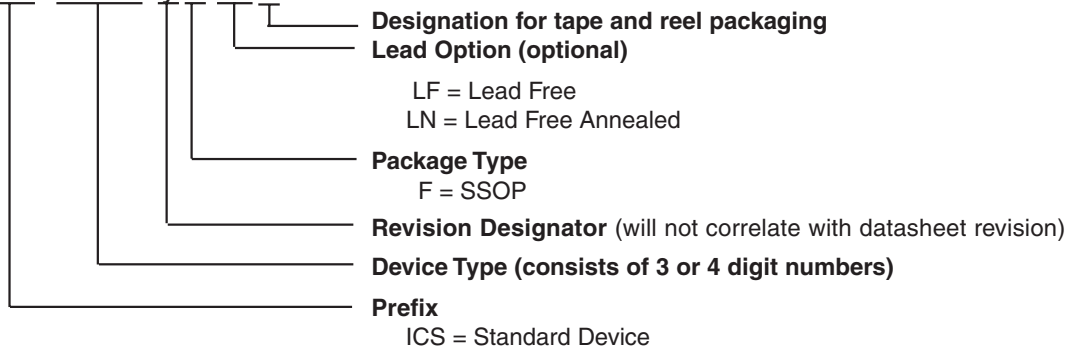 Designation for tape and reel packaging
Lead Option (optional)
LF = Lead Free
LN = Lead Free Annealed
Package Type
F = SSOP
Revision Designator (will not correlate with datasheet revision)
Device Type (consists of 3 or 4 digit numbers)
Prefix
ICS = Standard Device